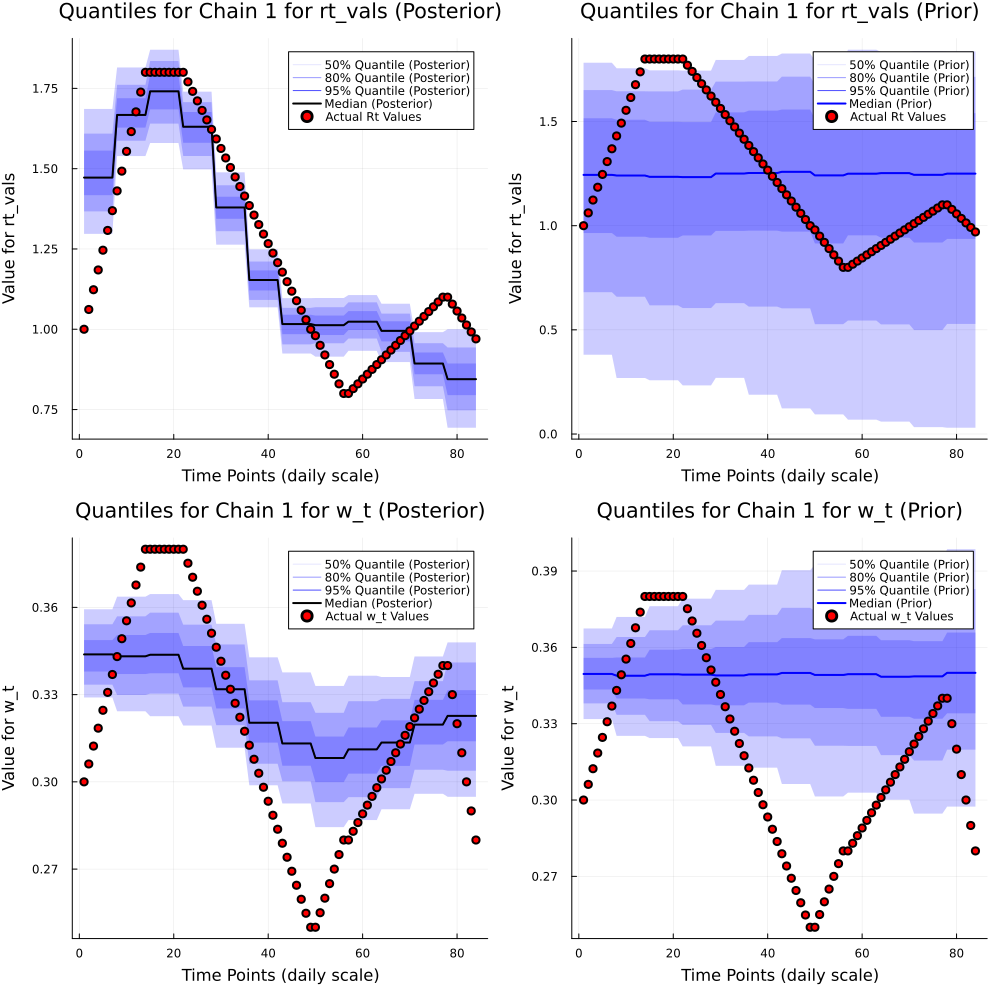 Quantiles for Chain 1 for rt_vals (Posterior)
Value for rt_vals
1.75
1.50
1.25
1.00
0.75
50% Quantile (Posterior)
80% Quantile (Posterior)
95% Quantile (Posterior)
Median (Posterior)
Actual Rt Values
0
20
40
60
80
Time Points (daily scale)
Quantiles for Chain 1 for rt_vals (Prior)
Value for rt_vals
1.5
1.0
0.5
0.0
50% Quantile (Prior)
80% Quantile (Prior)
95% Quantile (Prior)
Median (Prior)
Actual Rt Values
0
20
40
60
80
Time Points (daily scale)
Quantiles for Chain 1 for w_t (Posterior)
Value for w_t
0.36
0.33
0.30
0.27
50% Quantile (Posterior)
80% Quantile (Posterior)
95% Quantile (Posterior)
Median (Posterior)
Actual w_t Values
0
20
40
60
80
Time Points (daily scale)
Quantiles for Chain 1 for w_t (Prior)
Value for w_t
0.39
0.36
0.33
0.30
0.27
50% Quantile (Prior)
80% Quantile (Prior)
95% Quantile (Prior)
Median (Prior)
Actual w_t Values
0
20
40
60
80
Time Points (daily scale)